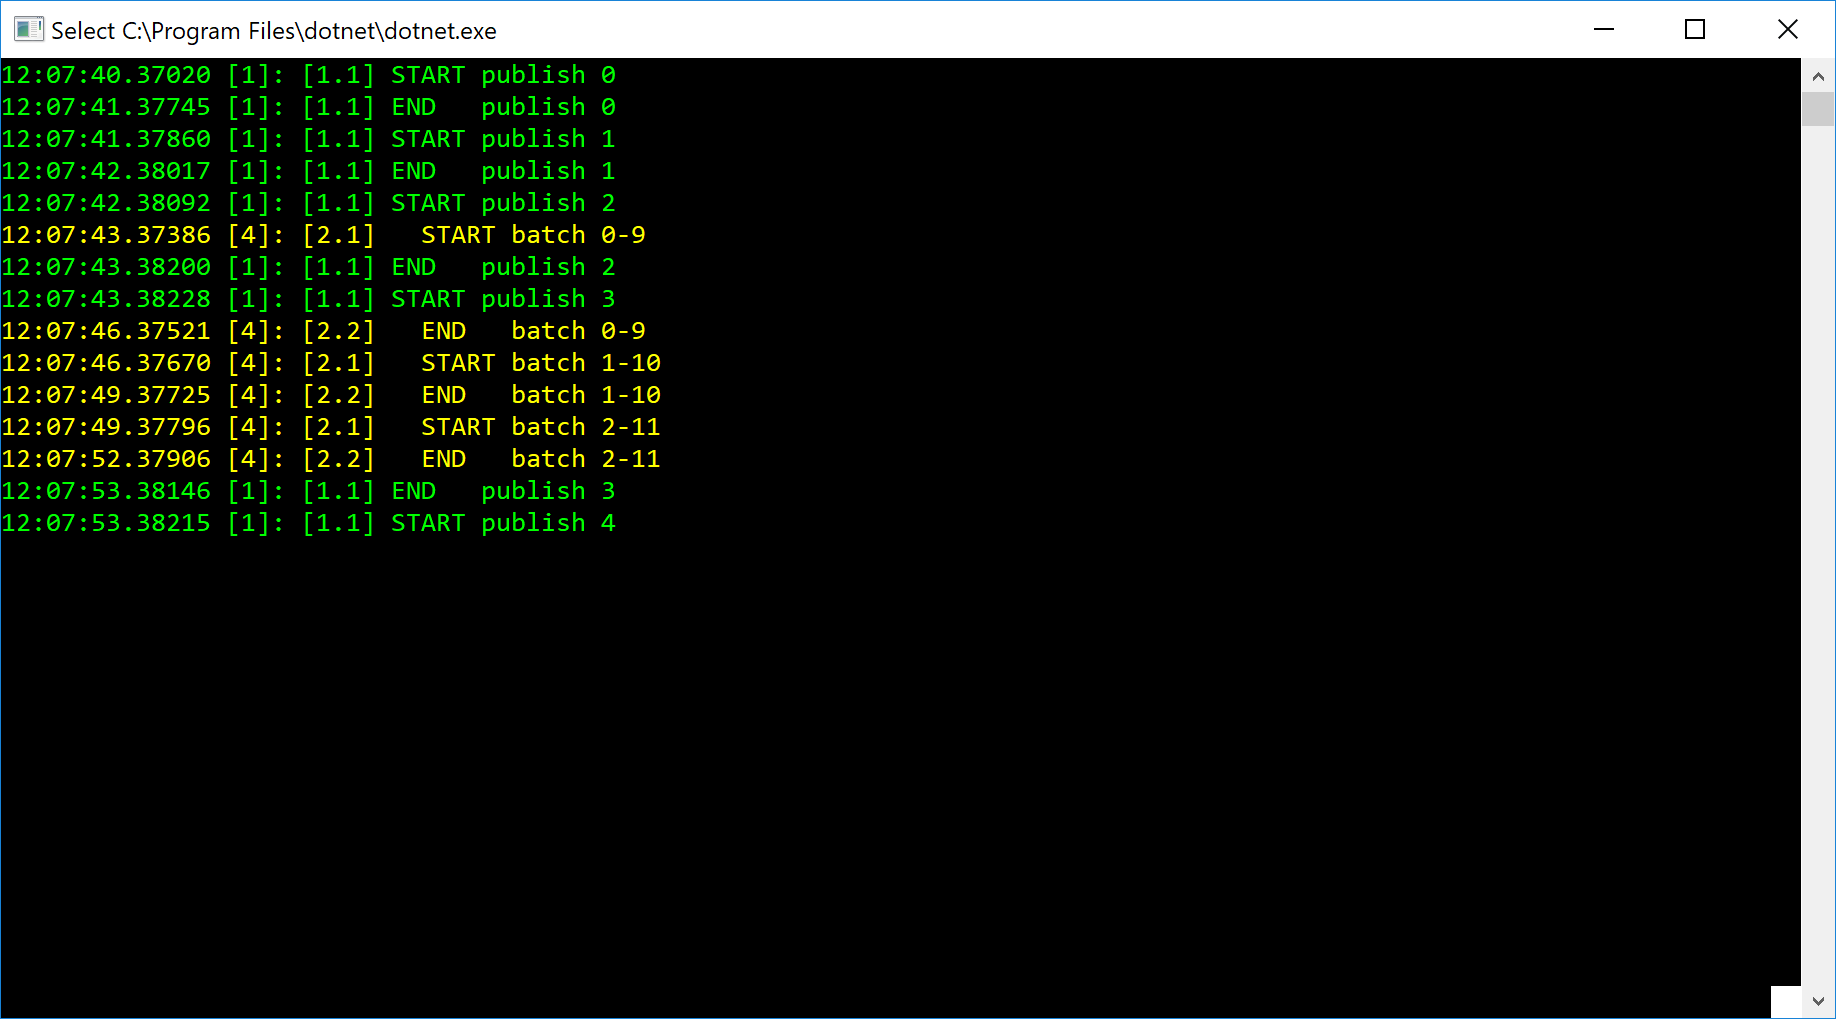 Select C:\Program Files\dotnet\dotnet.exe
12:07:40.37020 [1]: [1.1] START publish 0
12:07:41.37745 [1]: [1.1] END   publish 0
12:07:41.37860 [1]: [1.1] START publish 1
12:07:42.38017 [1]: [1.1] END   publish 1
12:07:42.38092 [1]: [1.1] START publish 2
12:07:43.37386 [4]: [2.1]   START batch 0-9
12:07:43.38200 [1]: [1.1] END   publish 2
12:07:43.38228 [1]: [1.1] START publish 3
12:07:46.37521 [4]: [2.2]   END   batch 0-9
12:07:46.37670 [4]: [2.1]   START batch 1-10
12:07:49.37725 [4]: [2.2]   END   batch 1-10
12:07:49.37796 [4]: [2.1]   START batch 2-11
12:07:52.37906 [4]: [2.2]   END   batch 2-11
12:07:53.38146 [1]: [1.1] END   publish 3
12:07:53.38215 [1]: [1.1] START publish 4